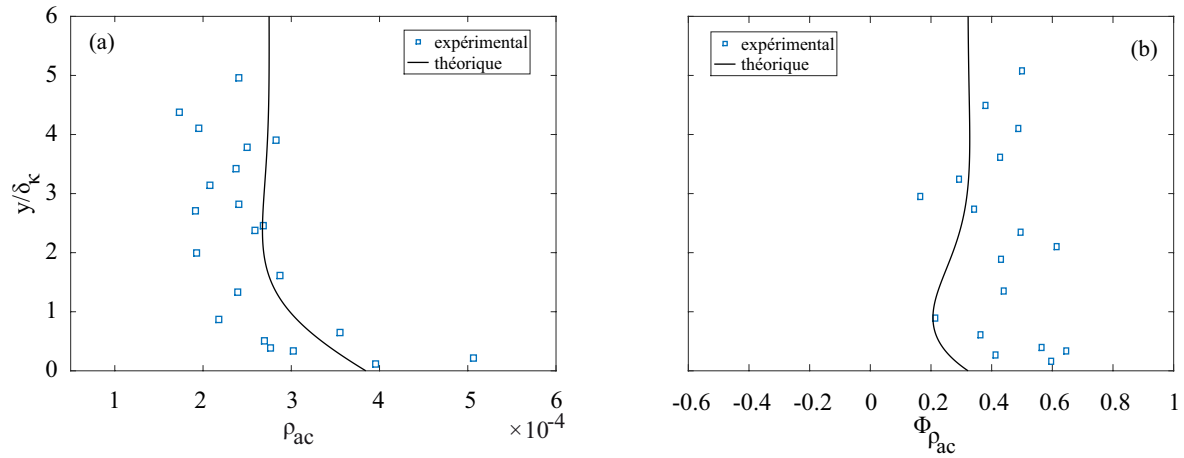 (a)
expérimental
théorique
6
5
4
3
2
1
0
y/δκ
1 2 3 4 5 6
ρac
×10-4
(b)
expérimental
théorique
-0.6 -0.4 -0.2 0 0.2 0.4 0.6 0.8 1
Φρac